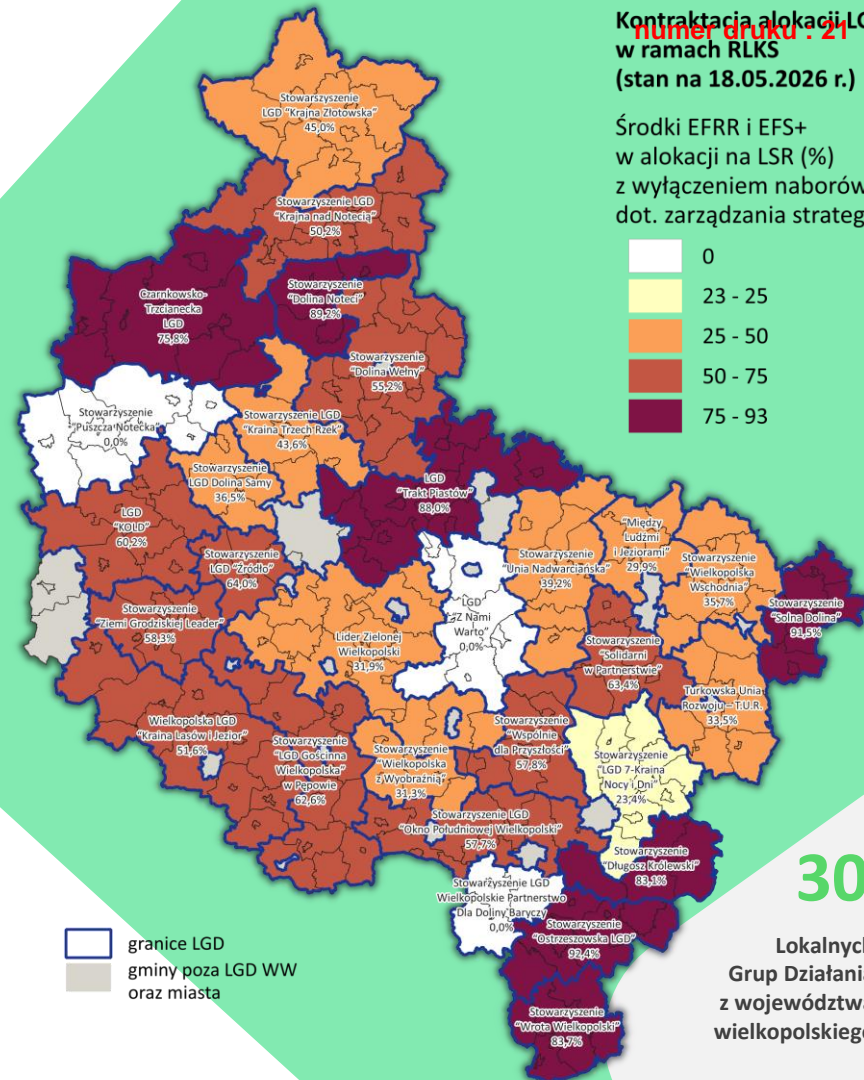 Kontraktacja alokacji LG
numer druku : 21
w ramach RLKS
(stan na 18.05.2026 r.)
Środki EFRR i EFS+
w alokacji na LSR (%)
z wyłączeniem naborów
dot. zarządzania strateg
0
23 - 25
25 - 50
50 - 75
75 - 93
Stowarszyszenie
LGD "Krajna Złotowska"
45,0%
Stowarzyszenie LGD
"Krajna nad Notecią"
50,2%
Czarnkowsko-
Trzcianecka
LGD
75,8%
Stowarzyszenie
"Dolina Noteci"
89,2%
Stowarzyszenie
"Dolina Wełny"
55,2%
Stowarzyszenie
"Puszcza Notecka"
0,0%
Stowarzyszenie LGD
"Kraina Trzech Rzek"
43,6%
Stowarzyszenie
LGD Dolina Samy
36,5%
LGD
"Trakt Piastów"
88,0%
LGD
"KOLD"
60,2%
Stowarzyszenie
LGD "Źródło"
64,0%
Stowarzyszenie
"Unia Nadwarciańska"
39,2%
"Między
Ludźmi
i Jeziorami"
29,9%
Stowarzyszenie
"Wielkopolska
Wschodnia"
35,7%
Stowarzyszenie
"Solna Dolina"
91,5%
Stowarzyszenie
"Ziemi Grodziskiej Leader"
58,3%
Lider Zielonej
Wielkopolski
31,9%
LGD
"Z Nami
Warto"
0,0%
Stowarzyszenie
"Solidarni
w Partnerstwie"
63,4%
Turkowska Unia
Rozwoju – T.U.R.
33,5%
Wielkopolska LGD
"Kraina Lasów i Jezior"
51,6%
Stowarzyszenie
"LGD Gościnna
Wielkopolska"
w Pępowie
62,6%
Stowarzyszenie
"Wielkopolska
z Wyobraźnią"
31,3%
Stowarzyszenie
"Wspólnie
dla Przyszłości"
57,8%
Stowarzyszenie
"LGD 7-Kraina
Nocy i Dni"
23,4%
Stowarzyszenie LGD
"Okno Południowej Wielkopolski"
57,7%
Stowarzyszenie
"Długosz Królewski"
83,1%
Stowarzyszenie LGD
Wielkopolskie Partnerstwo
Dla Doliny Baryczy
0,0%
Stowarzyszenie
"Ostrzeszowska LGD"
92,4%
Stowarzyszenie
"Wrota Wielkopolski"
83,7%
granice LGD
gminy poza LGD WW
oraz miasta
30
Lokalnych
Grup Działania
z województwa
wielkopolskiego